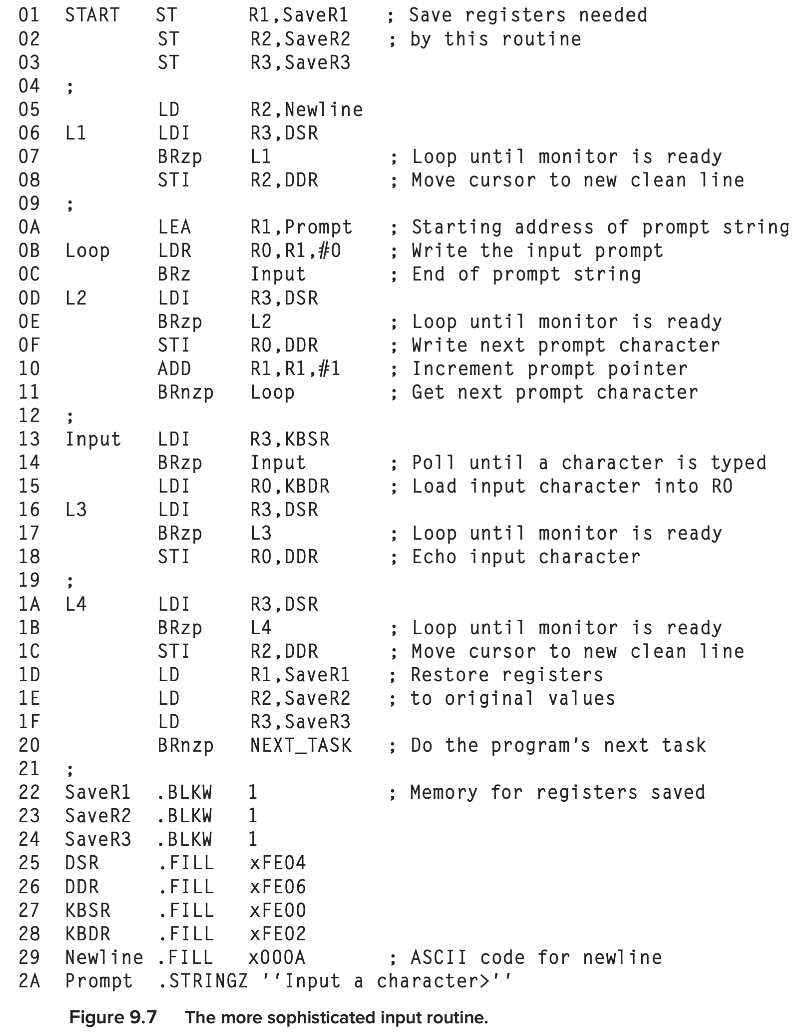 01 START ST R1,SaveR1 ; Save registers needed
02 ST R2,SaveR2 ; by this routine
03 ST R3,SaveR3
04 ;
05 LD R2,Newline
06 L1 LDI R3,DSR
07 BRzp L1 ; Loop until monitor is ready
08 STI R2,DDR ; Move cursor to new clean line
09 ;
0A LEA R1,Prompt ; Starting address of prompt string
0B Loop LDR R0,R1,#0 ; Write the input prompt
0C BRz Input ; End of prompt string
0D L2 LDI R3,DSR
0E BRzp L2 ; Loop until monitor is ready
0F STI R0,DDR ; Write next prompt character
10 ADD R1,R1,#1 ; Increment prompt pointer
11 BRnzp Loop ; Get next prompt character
12 ;
13 Input LDI R3,KBSR
14 BRzp Input ; Poll until a character is typed
15 LDI R0,KBDR ; Load input character into R0
16 L3 LDI R3,DSR
17 BRzp L3 ; Loop until monitor is ready
18 STI R0,DDR ; Echo input character
19 ;
1A L4 LDI R3,DSR
1B BRzp L4 ; Loop until monitor is ready
1C STI R2,DDR ; Move cursor to new clean line
1D LD R1,SaveR1 ; Restore registers
1E LD R2,SaveR2 ; to original values
1F LD R3,SaveR3
20 BRnzp NEXT_TASK ; Do the program's next task
21 ;
22 SaveR1 .BLKW 1 ; Memory for registers saved
23 SaveR2 .BLKW 1
24 SaveR3 .BLKW 1
25 DSR .FILL xFE04
26 DDR .FILL xFE06
27 KBSR .FILL xFE00
28 KBDR .FILL xFE02
29 Newline .FILL x000A ; ASCII code for newline
2A Prompt .STRINGZ ''Input a character>''
Figure 9.7 The more sophisticated input routine.